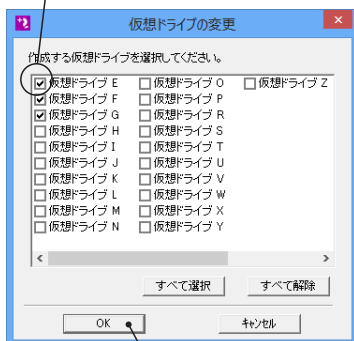 仮想ドライブの変更
作成する仮想ドライブを選択してください。
仮想ドライブ E
仮想ドライブ F
仮想ドライブ G
仮想ドライブ H
仮想ドライブ I
仮想ドライブ J
仮想ドライブ K
仮想ドライブ L
仮想ドライブ M
仮想ドライブ N
仮想ドライブ O
仮想ドライブ P
仮想ドライブ R
仮想ドライブ S
仮想ドライブ T
仮想ドライブ U
仮想ドライブ V
仮想ドライブ W
仮想ドライブ X
仮想ドライブ Y
仮想ドライブ Z
すべて選択
すべて解除
OK
キャンセル